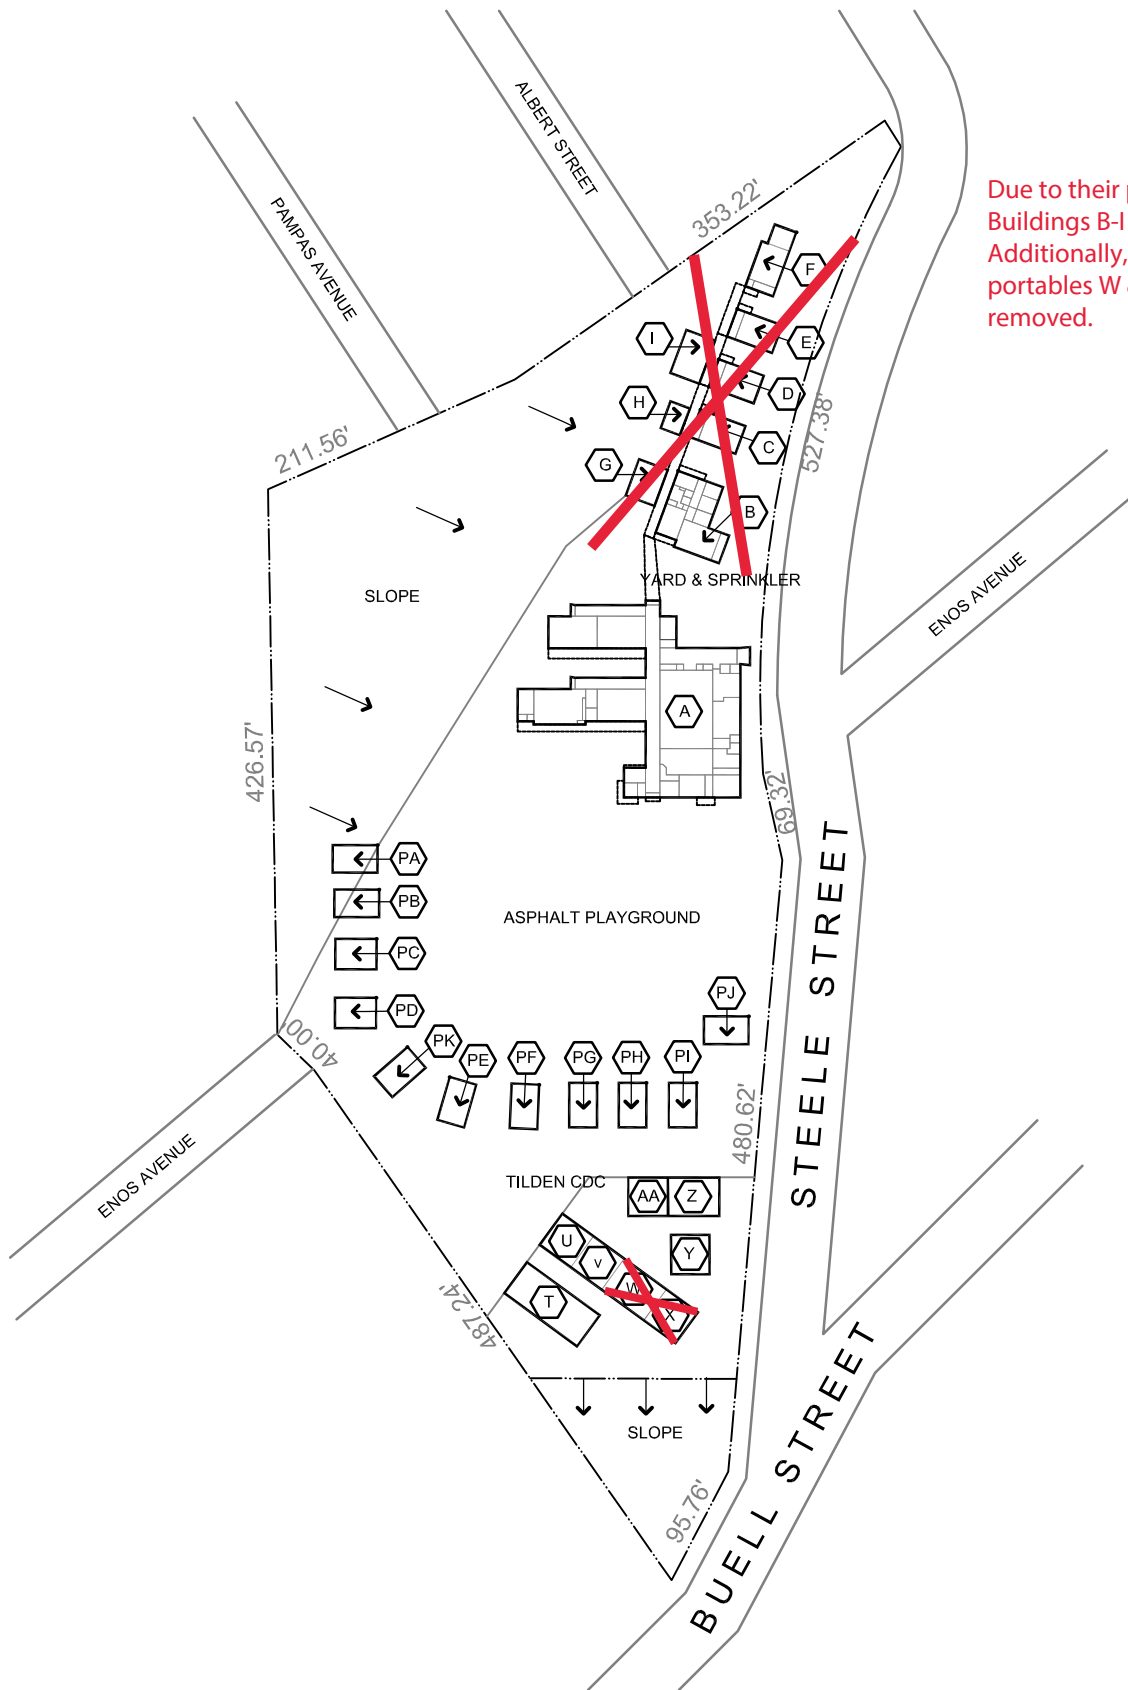 ALBERT STREET
PAMPAS AVENUE
353.22'
Due to their
Buildings B-I
Additionally,
portables W
removed.
F
I
E
D
H
C
527.38'
211.56'
G
B
YARD & SPRINKLER
SLOPE
ENOS AVENUE
A
426.57'
69.32'
PA
PB
ASPHALT PLAYGROUND
PC
PJ
PD
40.00'
PK
PE
PF
PG
PH
PI
STEELE STREET
480.62'
ENOS AVENUE
TILDEN CDC
AA
Z
U
V
Y
W
X
T
487.24'
SLOPE
95.76'
BUELL STREET